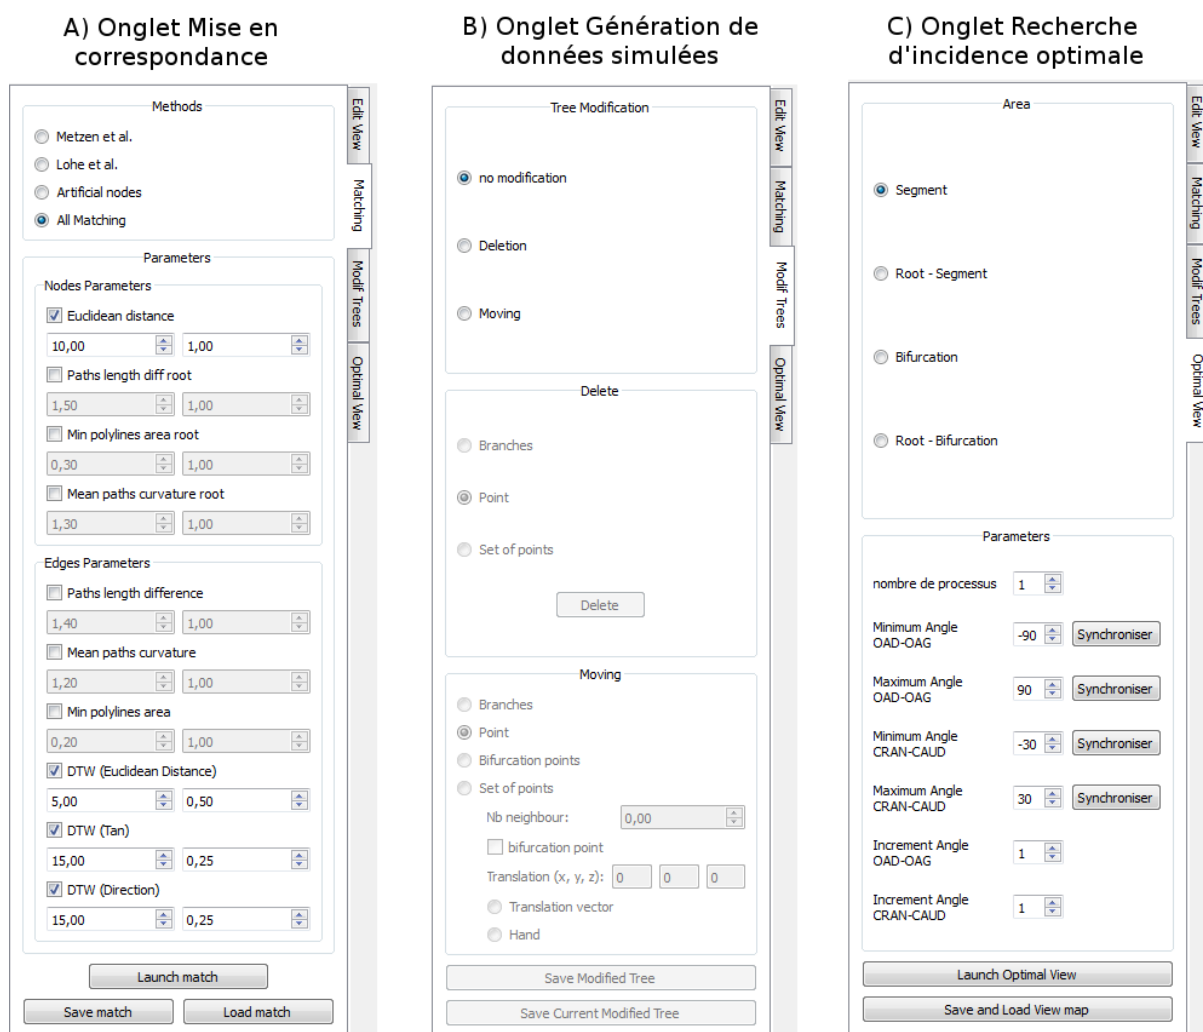 A) Onglet Mise en
correspondance
Methods
Metzen et al.
Lohe et al.
Artificial nodes
All Matching
Parameters
Nodes Parameters
Euclidean distance
10,00 1,00
Paths length diff root
1,50 1,00
Min polylines area root
0,30 1,00
Mean paths curvature root
1,30 1,00
Edges Parameters
Paths length difference
1,40 1,00
Mean paths curvature
1,20 1,00
Min polylines area
0,20 1,00
DTW (Euclidean Distance)
5,00 0,50
DTW (Tan)
15,00 0,25
DTW (Direction)
15,00 0,25
Launch match
Save match Load match
Edit View
Matching
Modif Trees
Optimal View
B) Onglet Génération de
données simulées
Tree Modification
no modification
Deletion
Moving
Delete
Branches
Point
Set of points
Delete
Moving
Branches
Point
Bifurcation points
Set of points
Nb neighbour: 0,00
bifurcation point
Translation (x, y, z): 0 0 0
Translation vector
Hand
Save Modified Tree
Save Current Modified Tree
Edit View
Matching
Modif Trees
Optimal View
C) Onglet Recherche
d'incidence optimale
Area
Segment
Root - Segment
Bifurcation
Root - Bifurcation
Parameters
nombre de processus 1
Minimum Angle
OAD-OAG -90 Synchroniser
Maximum Angle
OAD-OAG 90 Synchroniser
Minimum Angle
CRAN-CAUD -30 Synchroniser
Maximum Angle
CRAN-CAUD 30 Synchroniser
Increment Angle
OAD-OAG 1
Increment Angle
CRAN-CAUD 1
Launch Optimal View
Save and Load View map
Edit View
Matching
Modif Trees
Optimal View